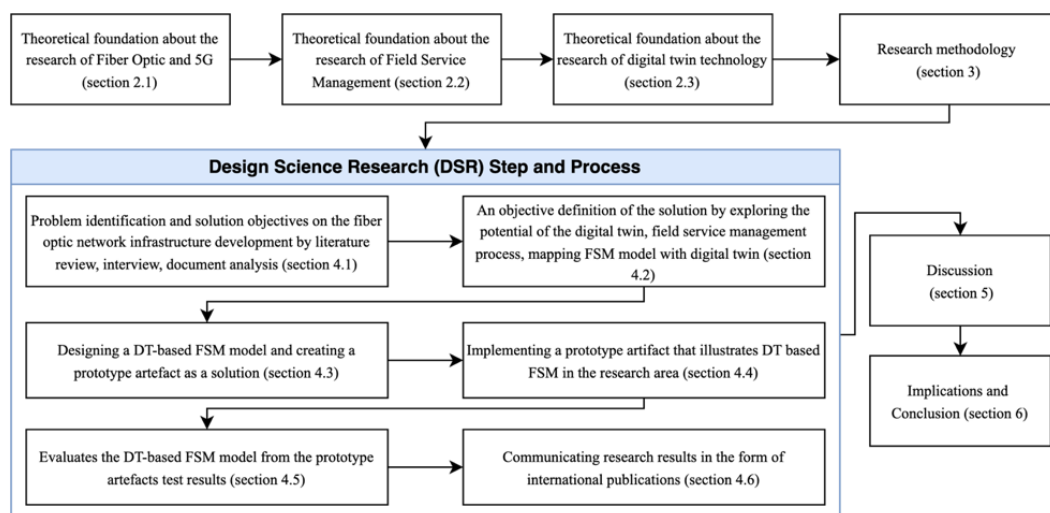 Theoretical foundation about the
research of Fiber Optic and 5G
(section 2.1)
Theoretical foundation about the
research of Field Service
Management (section 2.2)
Theoretical foundation about the
research of digital twin technology
(section 2.3)
Research methodology
(section 3)
Design Science Research (DSR) Step and Process
Problem identification and solution objectives on the fiber
optic network infrastructure development by literature
review, interview, document analysis (section 4.1)
An objective definition of the solution by exploring the
potential of the digital twin, field service management
process, mapping FSM model with digital twin (section
4.2)
Designing a DT-based FSM model and creating a
prototype artefact as a solution (section 4.3)
Implementing a prototype artifact that illustrates DT based
FSM in the research area (section 4.4)
Evaluates the DT-based FSM model from the prototype
artefacts test results (section 4.5)
Communicating research results in the form of
international publications (section 4.6)
Discussion
(section 5)
Implications and
Conclusion (section 6)